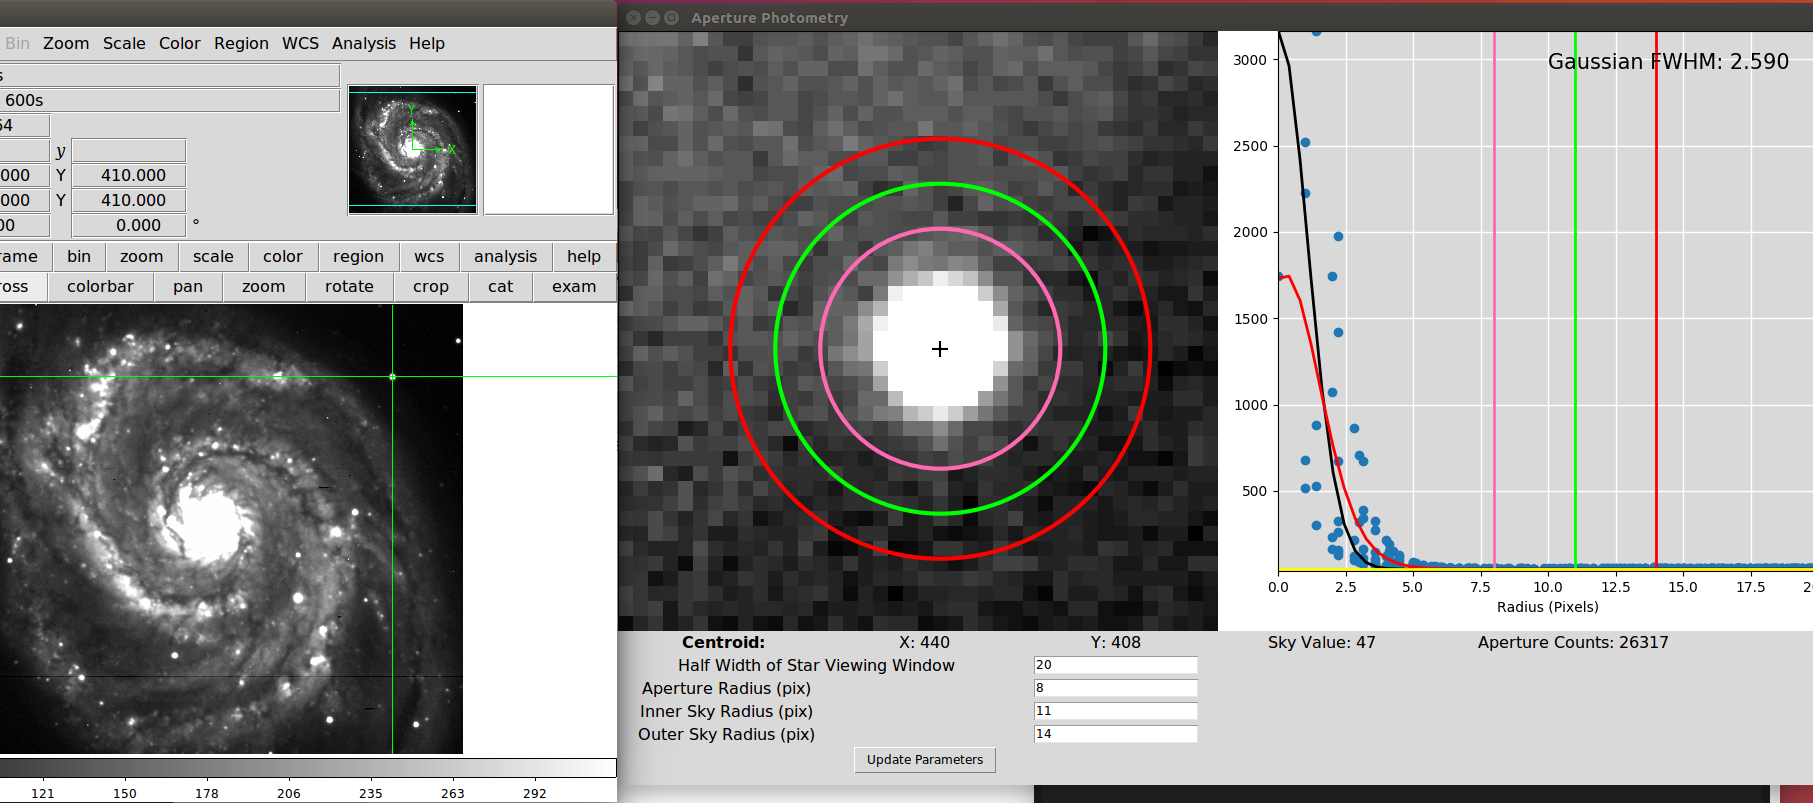 Aperture Photometry
Bin Zoom Scale Color Region WCS Analysis Help
s
600s
64
y
000 Y 410.000
000 Y 410.000
00 0.000 °
rame bin zoom scale color region wcs analysis help
ross colorbar pan zoom rotate crop cat exam
Y
X
121 150 178 206 235 263 292
Gaussian FWHM: 2.590
3000
2500
2000
1500
1000
500
0.0 2.5 5.0 7.5 10.0 12.5 15.0 17.5 2
Radius (Pixels)
Centroid: X: 440 Y: 408 Sky Value: 47 Aperture Counts: 26317
Half Width of Star Viewing Window 20
Aperture Radius (pix) 8
Inner Sky Radius (pix) 11
Outer Sky Radius (pix) 14
Update Parameters